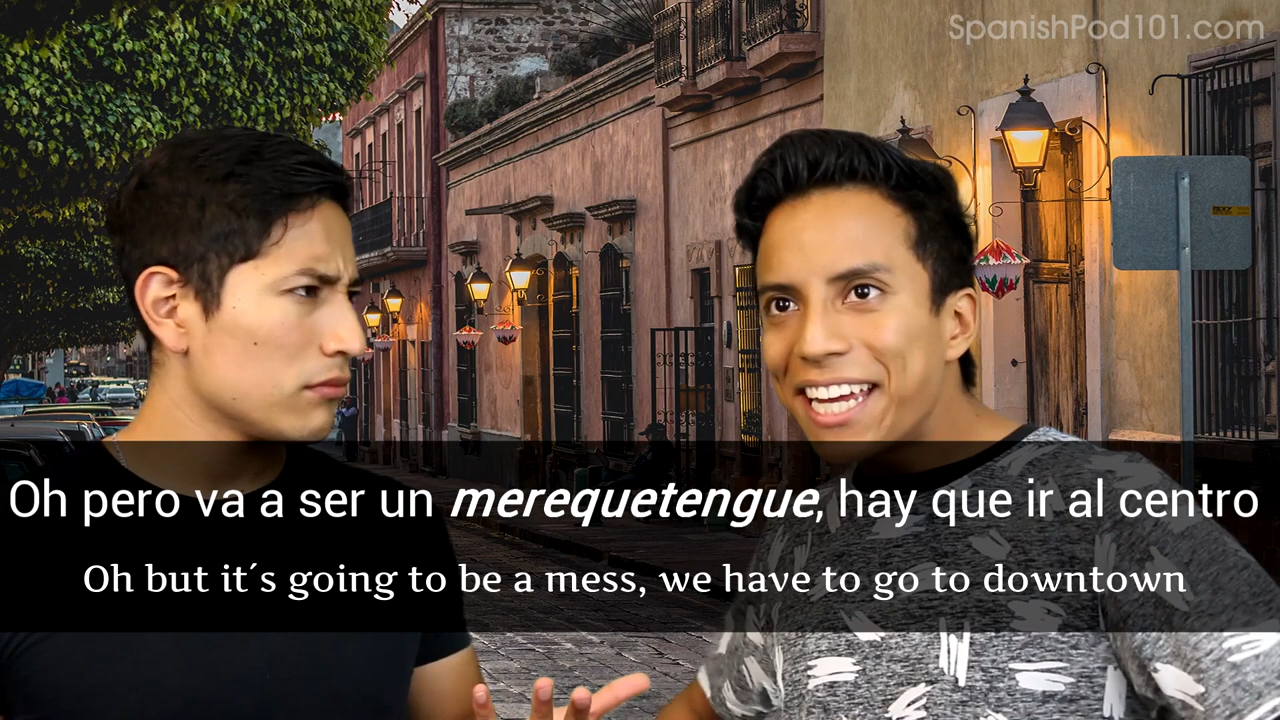 SpanishPod101.com
Oh pero va a ser un merequetengue, hay que ir al centro
Oh but it´s going to be a mess, we have to go to downtown